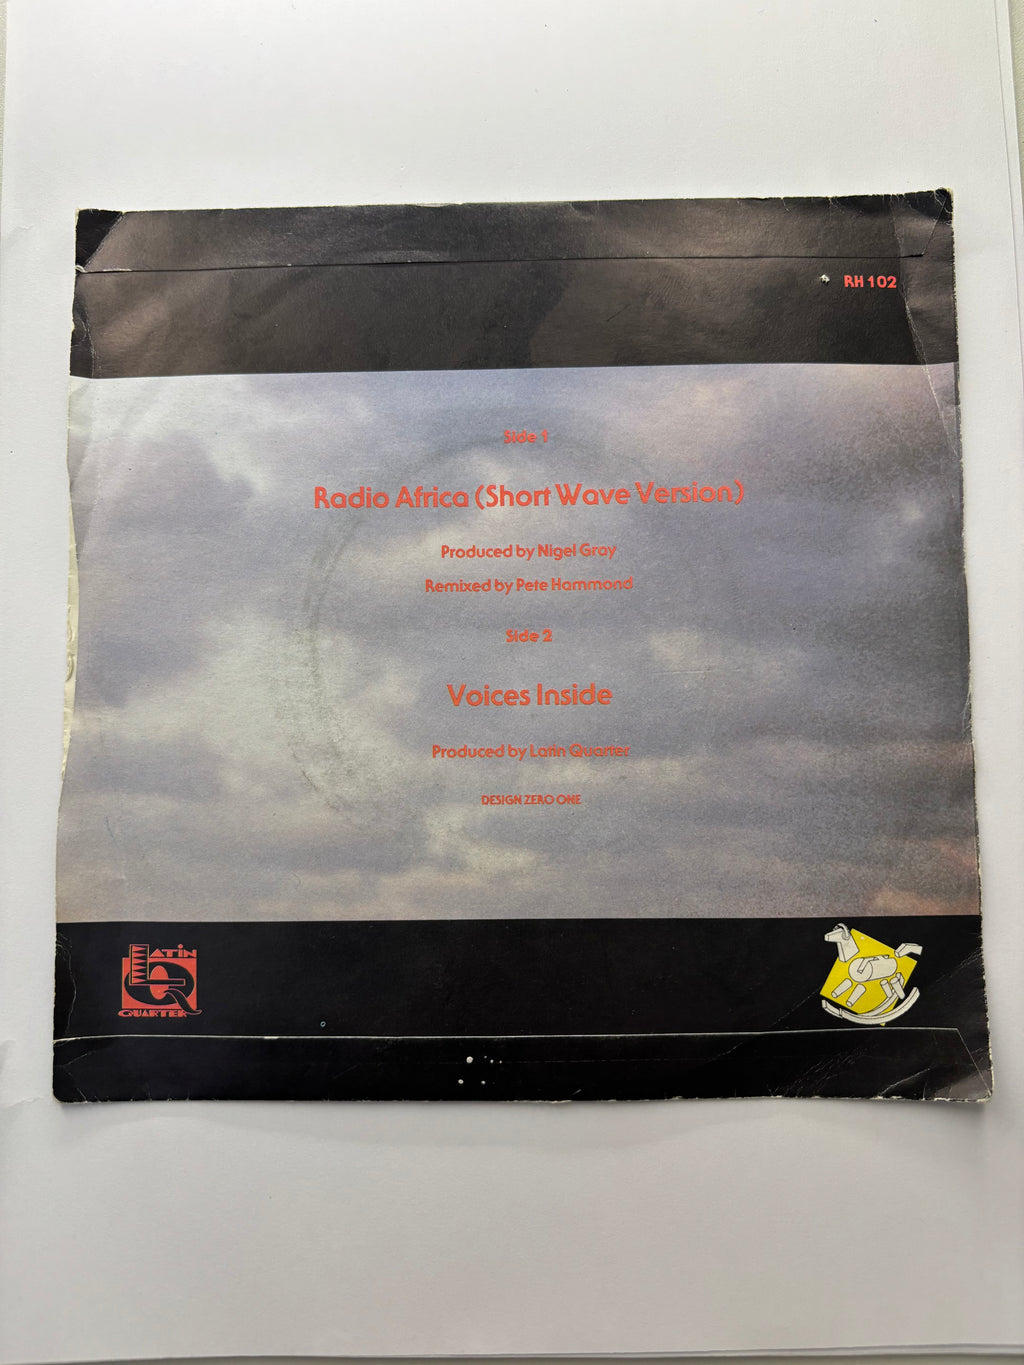 RH 102
Side 1
Radio Africa (Short Wave Version)
Produced by Nigel Gray
Remixed by Pete Hammond
Side 2
Voices Inside
Produced by Latin Quarter
DESIGN ZERO ONE
LATIN
QUARTER